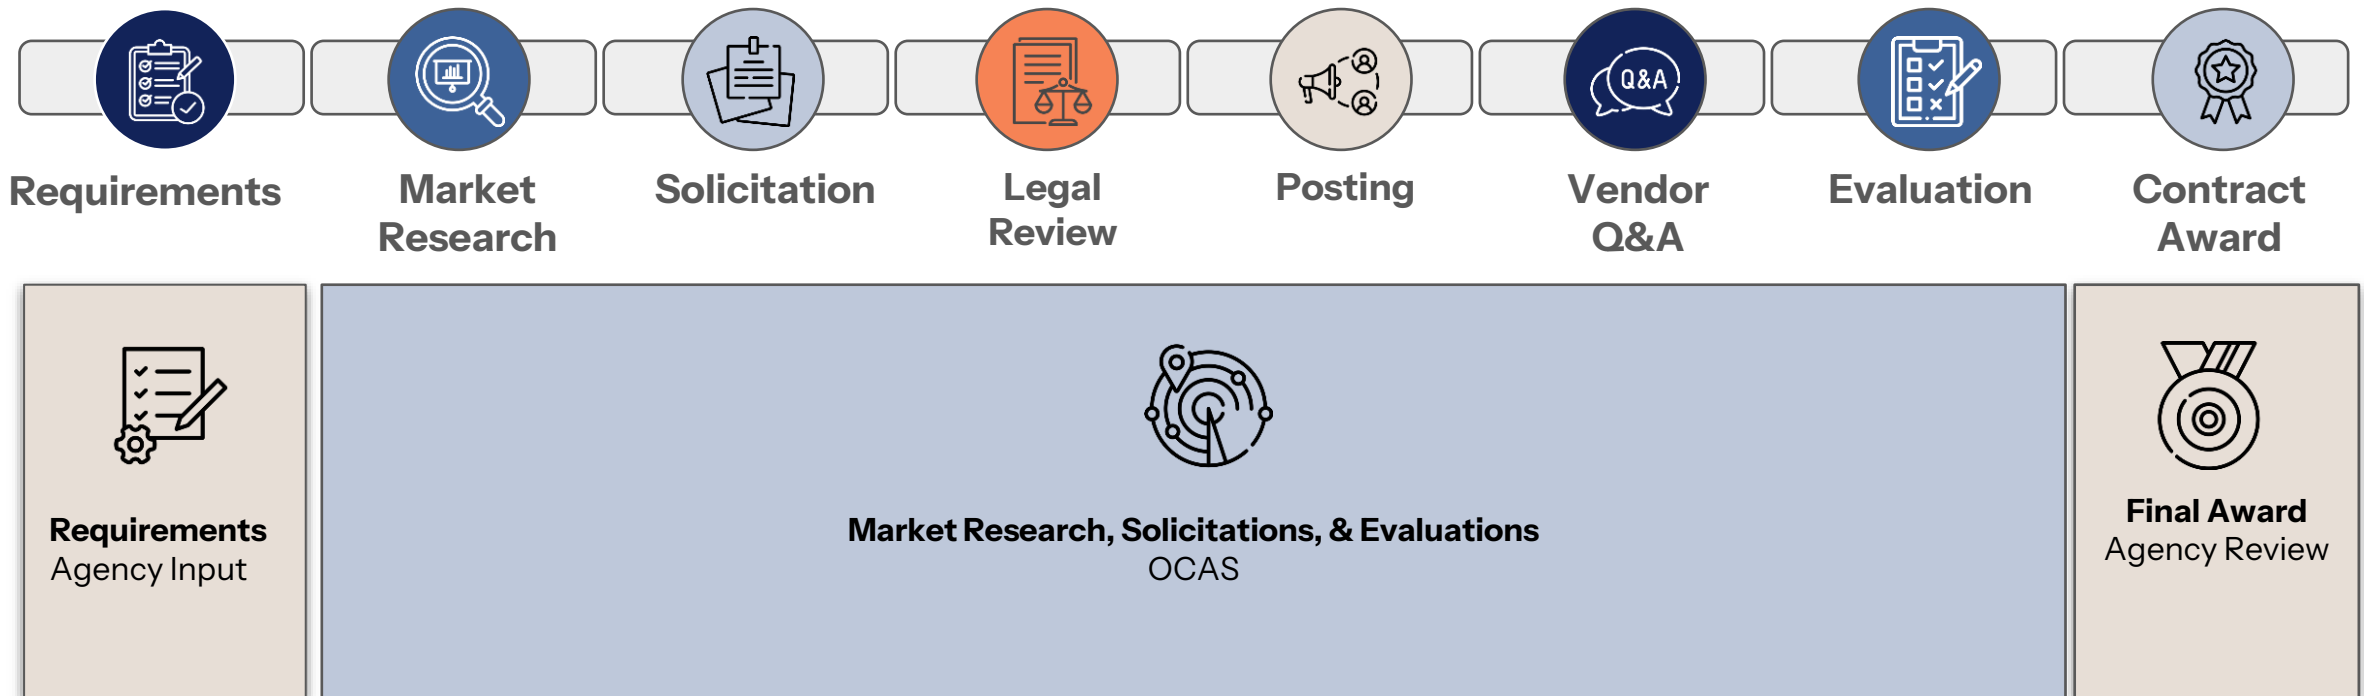 Q&A
Requirements
Market
Research
Solicitation
Legal
Review
Posting
Vendor
Q&A
Evaluation
Contract
Award
Requirements
Agency Input
Market Research, Solicitations, & Evaluations
OCAS
Final Award
Agency Review